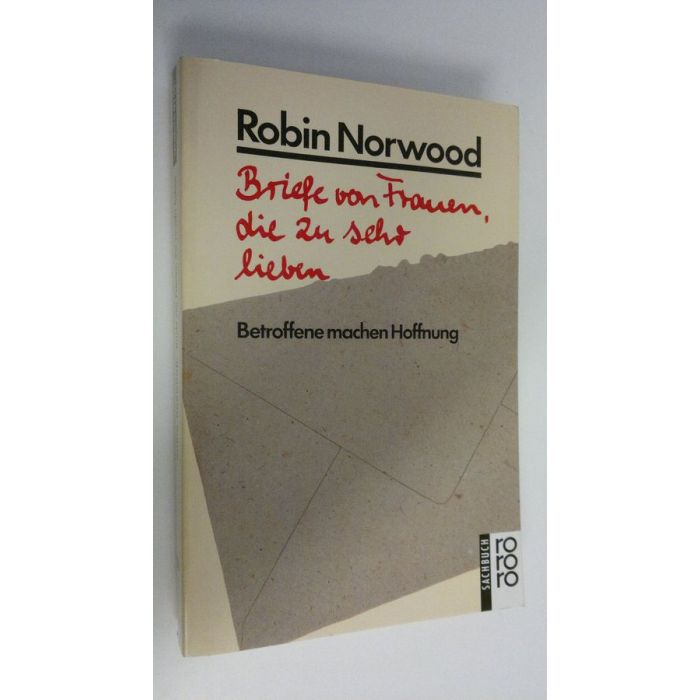 Robin Norwood
Briefe von Frauen,
die zu sehr
lieben
Betroffene machen Hoffnung
SACHBUCH
ro
ro
ro